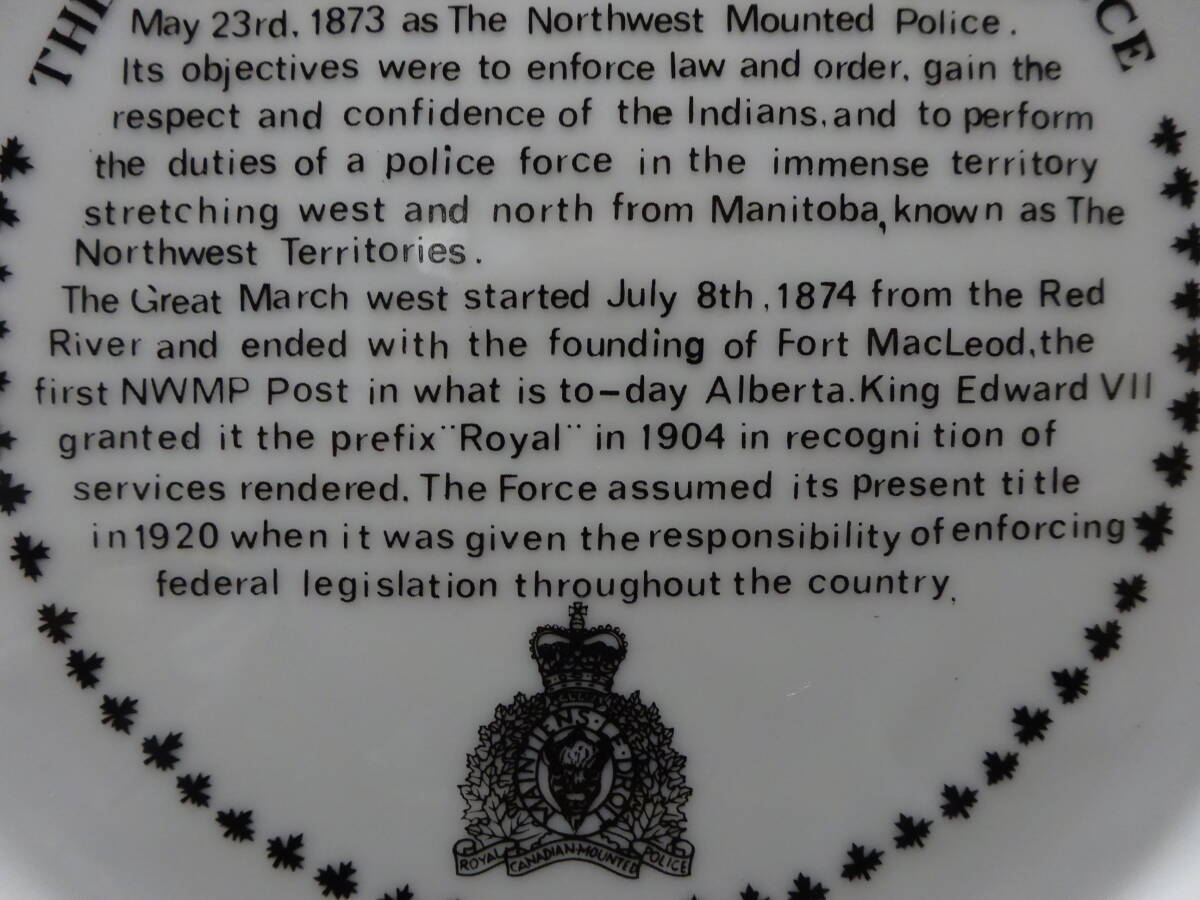 THE
CE
May 23rd. 1873 as The Northwest Mounted Police.
Its objectives were to enforce law and order, gain the
respect and confidence of the Indians, and to perform
the duties of a police force in the immense territory
stretching west and north from Manitoba, known as The
Northwest Territories.
The Great March west started July 8th, 1874 from the Red
River and ended with the founding of Fort MacLeod, the
first NWMP Post in what is to-day Alberta. King Edward VII
granted it the prefix "Royal" in 1904 in recogni tion of
services rendered. The Force assumed its present title
in 1920 when it was given the responsibility of enforcing
federal legislation throughout the country.
MAINTIENS LE DROIT
ROYAL CANADIAN MOUNTED POLICE